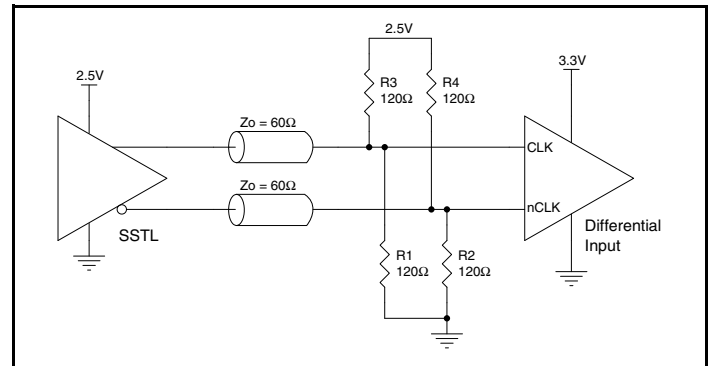 2.5V
3.3V
2.5V
R3
120Ω
R4
120Ω
Zo = 60Ω
CLK
Zo = 60Ω
nCLK
SSTL
Differential
Input
R1
120Ω
R2
120Ω